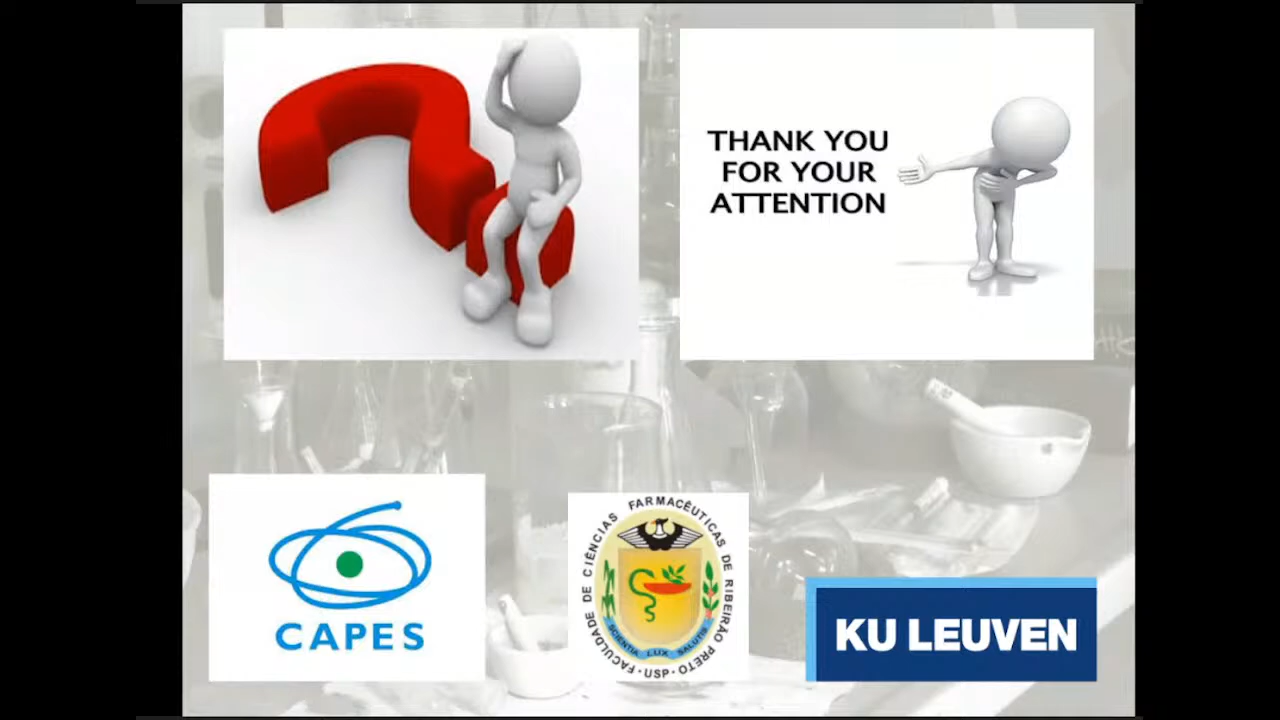 THANK YOU
FOR YOUR
ATTENTION
CAPES
FACULDADE DE CIÊNCIAS FARMACÊUTICAS DE RIBEIRÃO PRETO
·USP·
SCIENTIA LUX SALUTIS
KU LEUVEN